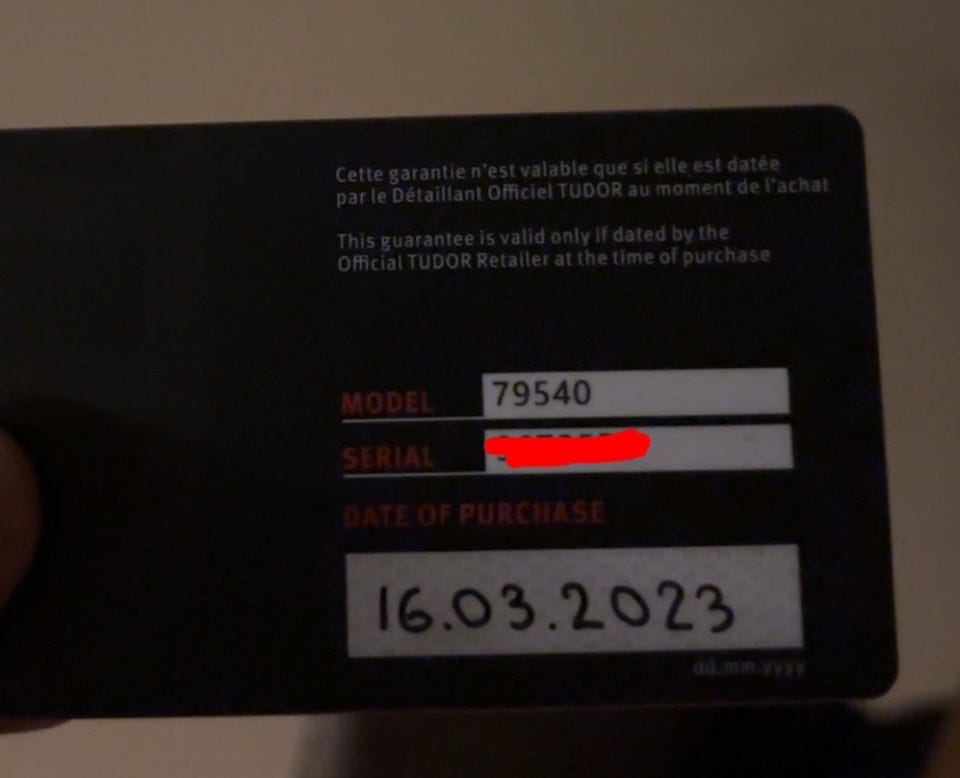 Cette garantie n'est valable que si elle est datée
par le Détaillant Officiel TUDOR au moment de l'achat
This guarantee is valid only if dated by the
Official TUDOR Retailer at the time of purchase
MODEL 79540
SERIAL
DATE OF PURCHASE
16.03.2023
dd.mm.yyyy